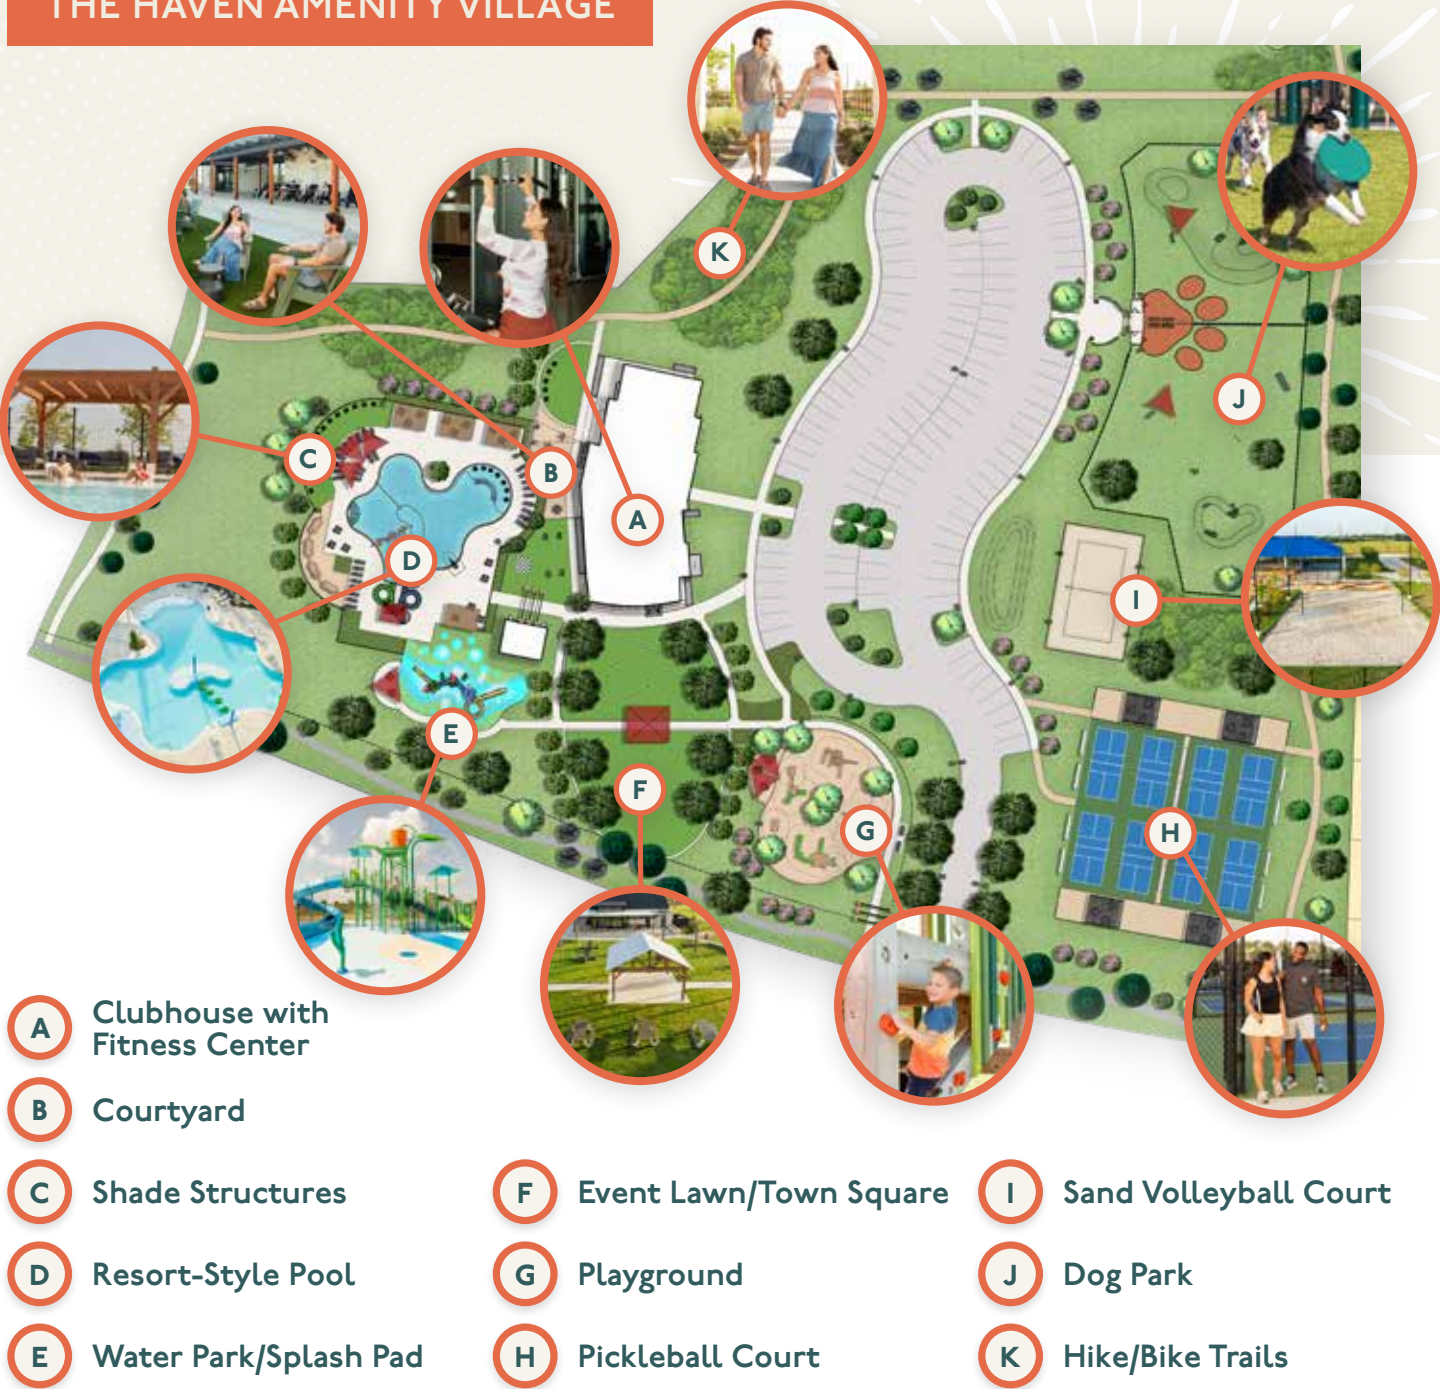 THE HAVEN AMENITY VILLAGE
K
J
C
B
A
D
I
E
F
G
H
A Clubhouse with
Fitness Center
B Courtyard
C Shade Structures
D Resort-Style Pool
E Water Park/Splash Pad
F Event Lawn/Town Square
G Playground
H Pickleball Court
I Sand Volleyball Court
J Dog Park
K Hike/Bike Trails